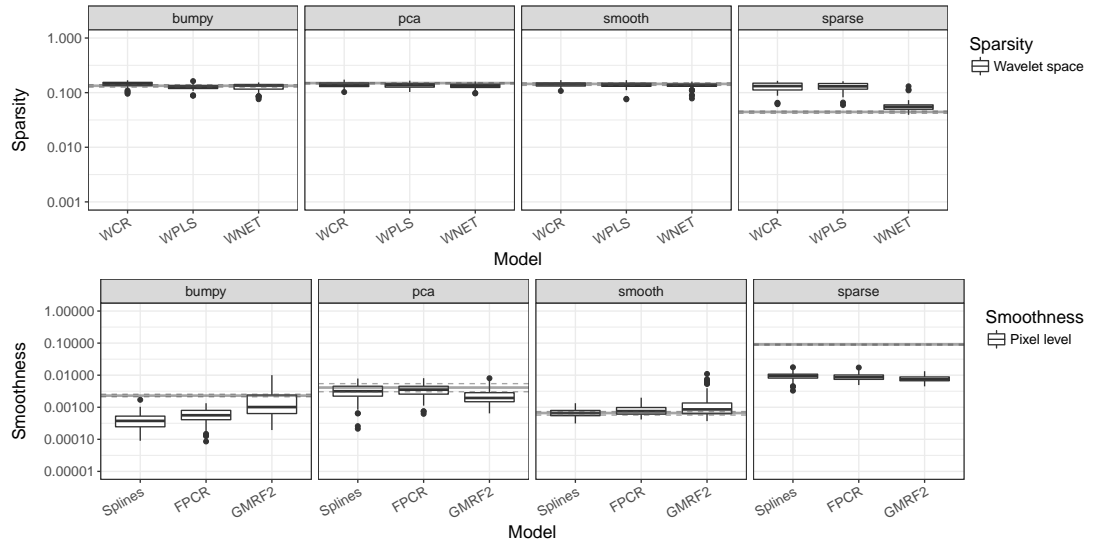 bumpy pca smooth sparse
Sparsity
Wavelet space
1.000
0.100
0.010
0.001
Sparsity
WCR WPLS WNET WCR WPLS WNET WCR WPLS WNET WCR WPLS WNET
Model
bumpy pca smooth sparse
Smoothness
Pixel level
1.00000
0.10000
0.01000
0.00100
0.00010
0.00001
Smoothness
Splines FPCR GMRF2 Splines FPCR GMRF2 Splines FPCR GMRF2 Splines FPCR GMRF2
Model